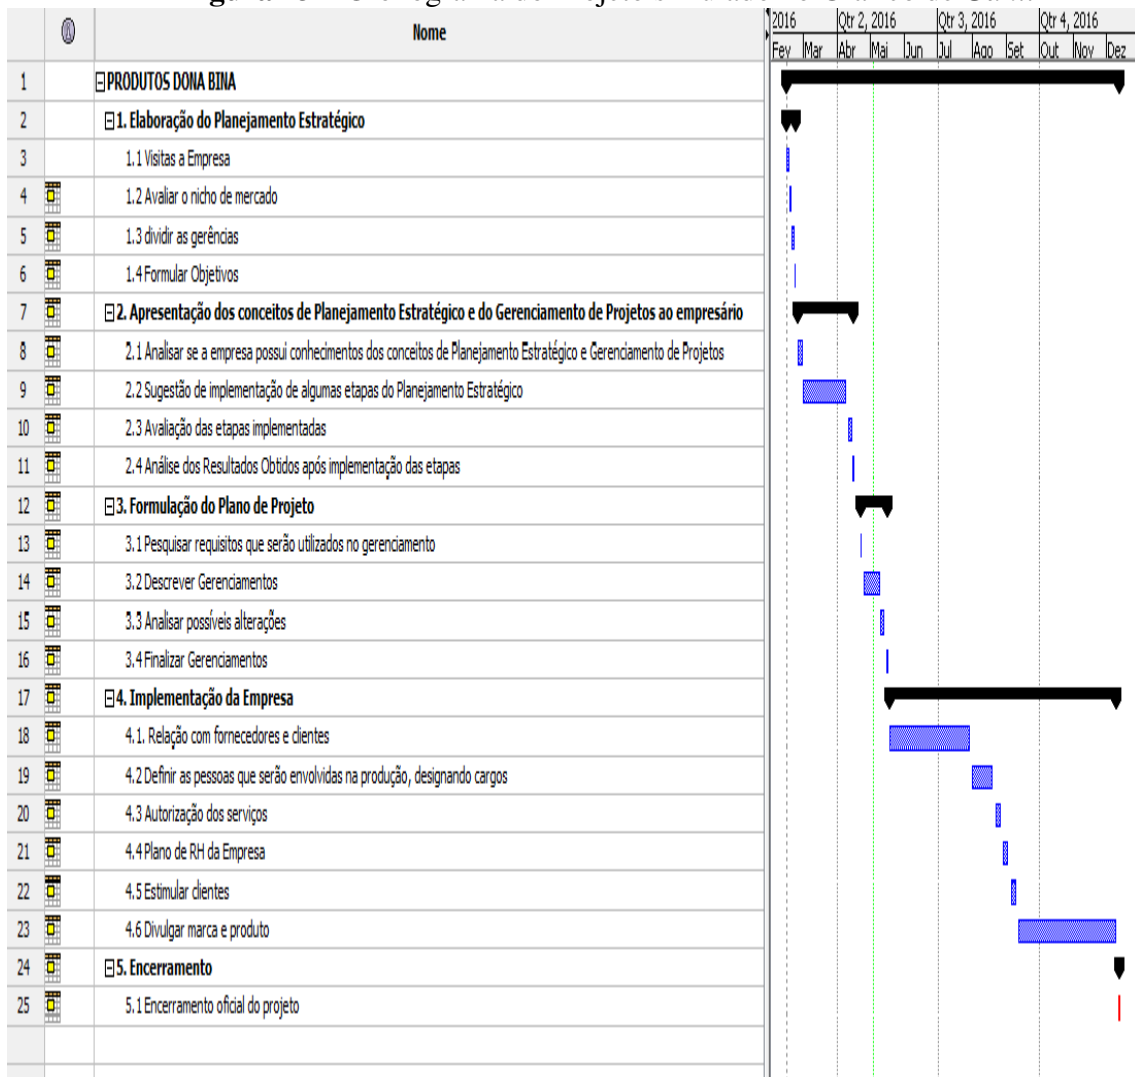 Nome
2016 Qtr 2, 2016 Qtr 3, 2016 Qtr 4, 2016
Fev Mar Abr Mai Jun Jul Ago Set Out Nov Dez
1 PRODUTOS DONA BINA
2 1. Elaboração do Planejamento Estratégico
3 1.1 Visitas a Empresa
4 1.2 Avaliar o nicho de mercado
5 1.3 dividir as gerências
6 1.4 Formular Objetivos
7 2. Apresentação dos conceitos de Planejamento Estratégico e do Gerenciamento de Projetos ao empresário
8 2.1 Analisar se a empresa possui conhecimentos dos conceitos de Planejamento Estratégico e Gerenciamento de Projetos
9 2.2 Sugestão de implementação de algumas etapas do Planejamento Estratégico
10 2.3 Avaliação das etapas implementadas
11 2.4 Análise dos Resultados Obtidos após implementação das etapas
12 3. Formulação do Plano de Projeto
13 3.1 Pesquisar requisitos que serão utilizados no gerenciamento
14 3.2 Descrever Gerenciamentos
15 3.3 Analisar possíveis alterações
16 3.4 Finalizar Gerenciamentos
17 4. Implementação da Empresa
18 4.1. Relação com fornecedores e clientes
19 4.2 Definir as pessoas que serão envolvidas na produção, designando cargos
20 4.3 Autorização dos serviços
21 4.4 Plano de RH da Empresa
22 4.5 Estimular clientes
23 4.6 Divulgar marca e produto
24 5. Encerramento
25 5.1 Encerramento oficial do projeto